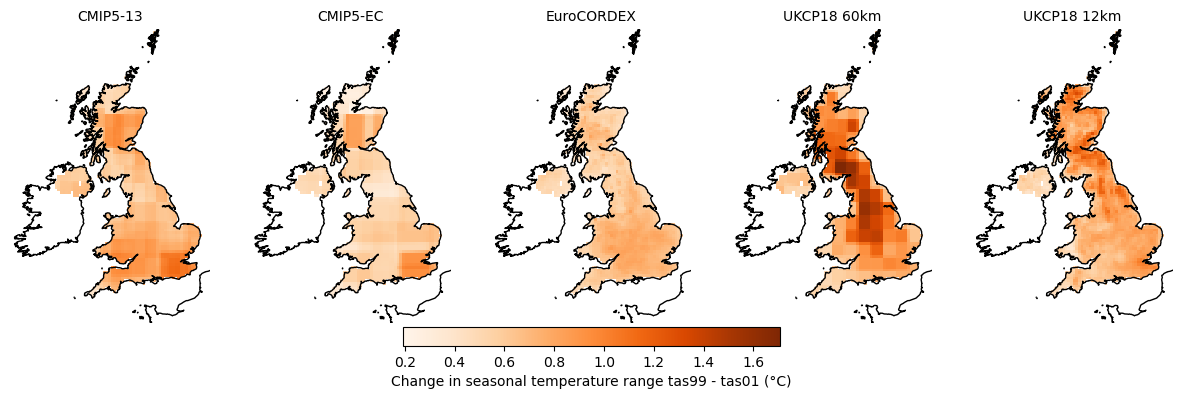 CMIP5-13
CMIP5-EC
EuroCORDEX
UKCP18 60km
UKCP18 12km
0.2 0.4 0.6 0.8 1.0 1.2 1.4 1.6
Change in seasonal temperature range tas99 - tas01 (°C)